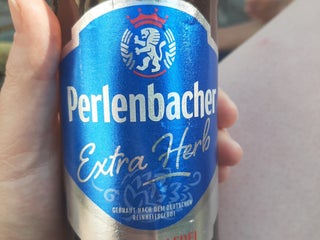 Perlenbacher
Extra Herb
GEBRAUT NACH DEM DEUTSCHEN
REINHEITSGEBOT